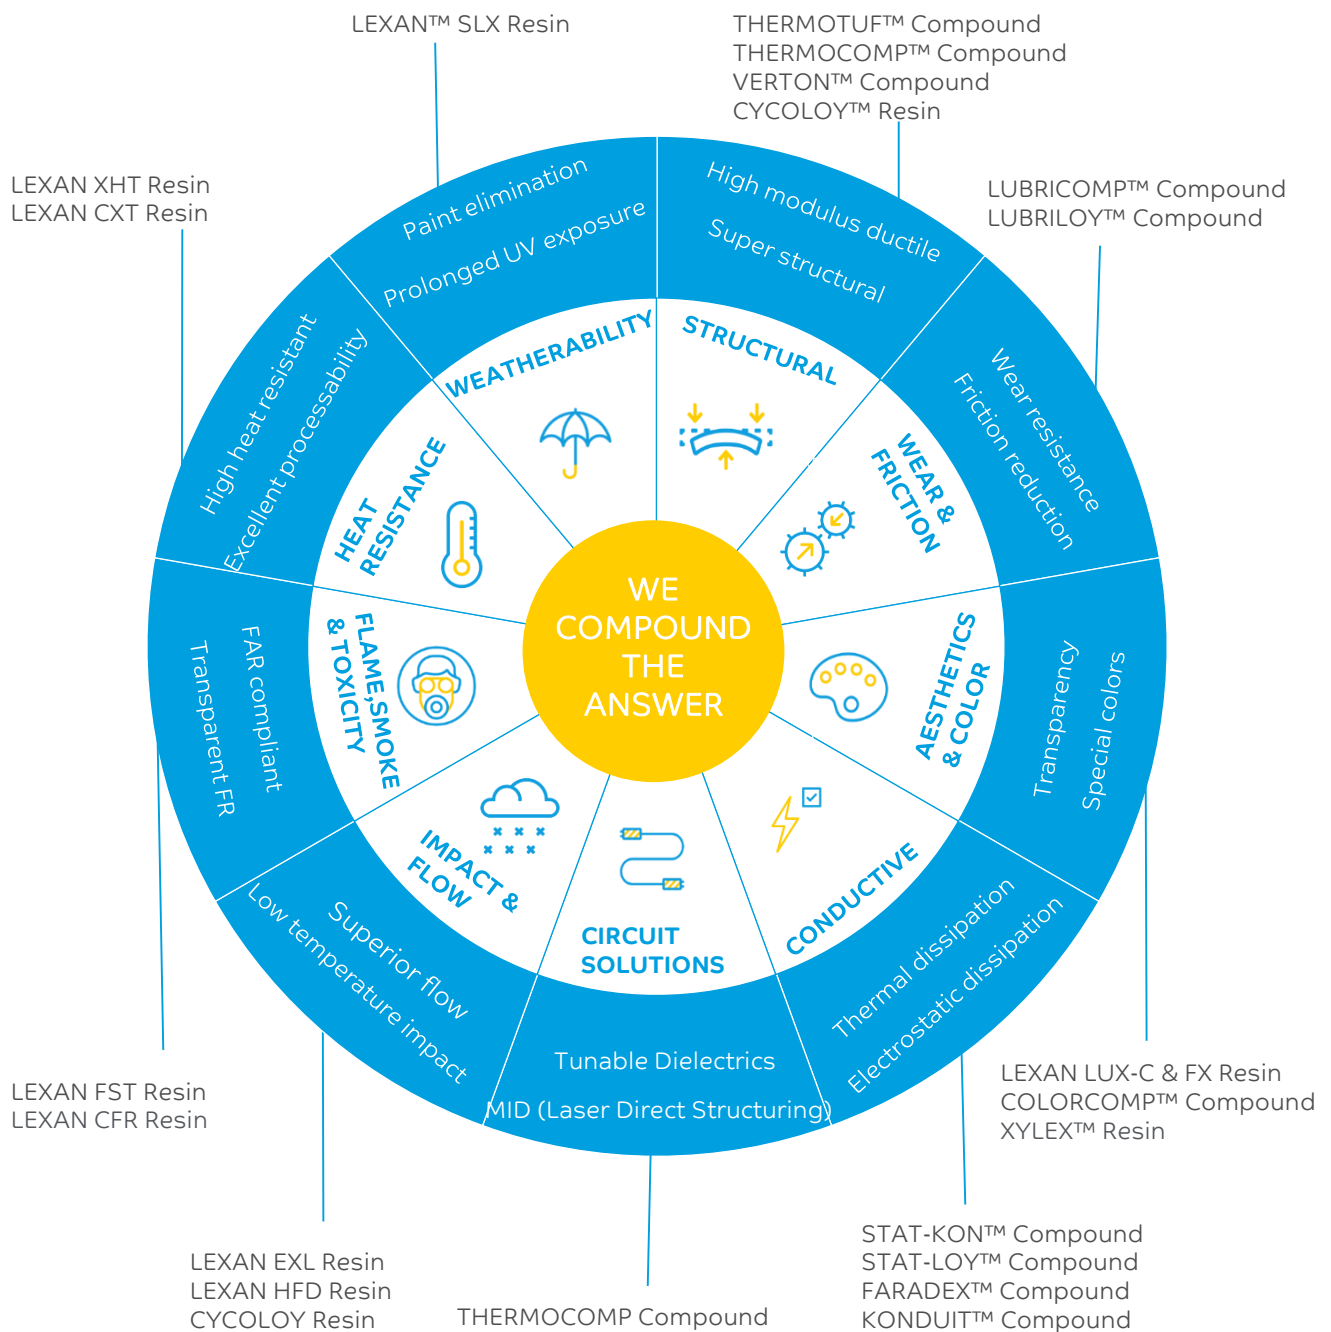 LEXAN™ SLX Resin
THERMOTUF™ Compound
THERMOCOMP™ Compound
VERTON™ Compound
CYCOLOY™ Resin
LEXAN XHT Resin
LEXAN CXT Resin
LUBRICOMP™ Compound
LUBRILOY™ Compound
Paint elimination
Prolonged UV exposure
High modulus ductile
Super structural
High heat resistant
Excellent processability
Wear resistance
Friction reduction
WEATHERABILITY
STRUCTURAL
HEAT
RESISTANCE
WEAR &
FRICTION
WE
COMPOUND
THE
ANSWER
FLAME,SMOKE
& TOXICITY
FAR compliant
Transparent FR
AESTHETICS
& COLOR
Transparency
Special colors
IMPACT &
FLOW
Superior flow
Low temperature impact
CIRCUIT
SOLUTIONS
CONDUCTIVE
Thermal dissipation
Electrostatic dissipation
Tunable Dielectrics
MID (Laser Direct Structuring)
LEXAN FST Resin
LEXAN CFR Resin
LEXAN LUX-C & FX Resin
COLORCOMP™ Compound
XYLEX™ Resin
LEXAN EXL Resin
LEXAN HFD Resin
CYCOLOY Resin
THERMOCOMP Compound
STAT-KON™ Compound
STAT-LOY™ Compound
FARADEX™ Compound
KONDUIT™ Compound